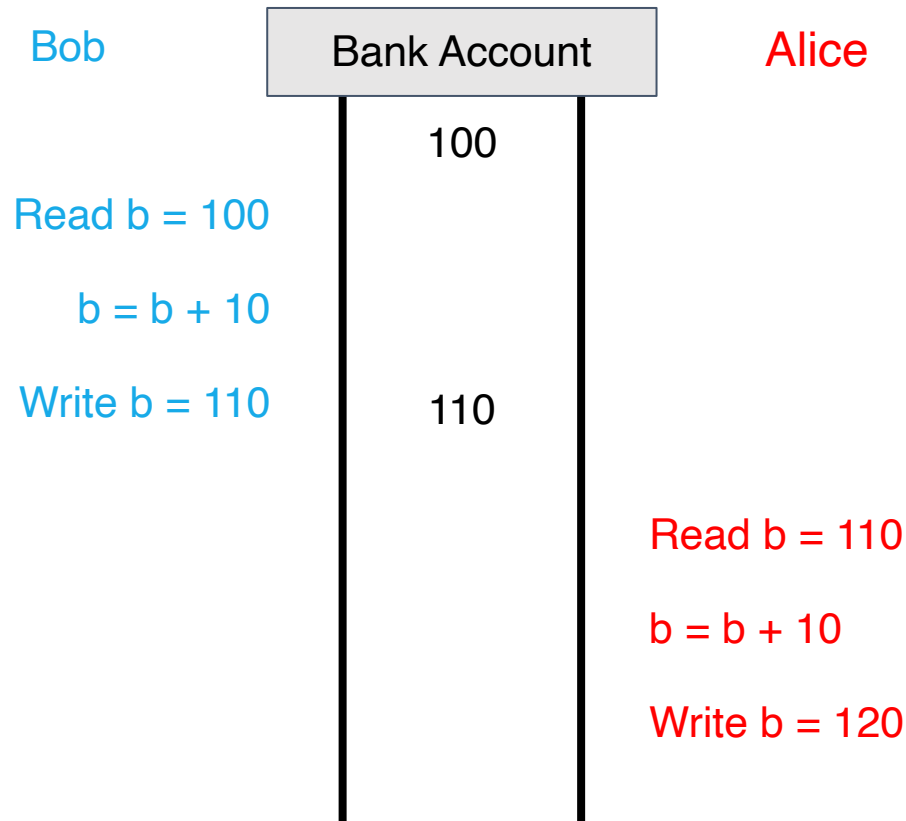 Bob
Bank Account
Alice
100
Read b = 100
b = b + 10
Write b = 110
110
Read b = 110
b = b + 10
Write b = 120